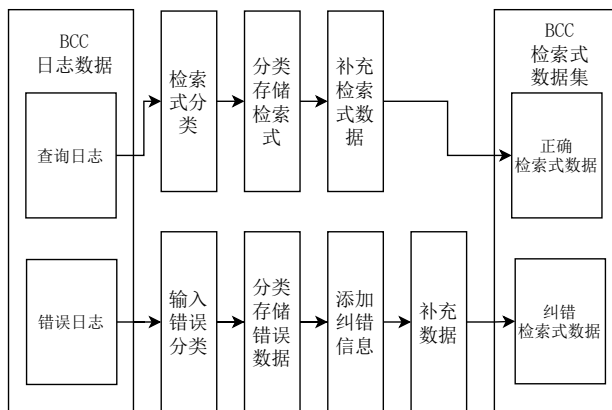 BCC
日志数据
查询日志
错误日志
检索
式分
类
分类
存储
检索
式
补充
检索
式数
据
输入
错误
分类
分类
存储
错误
数据
添加
纠错
信息
补充
数据
BCC
检索式
数据集
正确
检索式数据
纠错
检索式数据